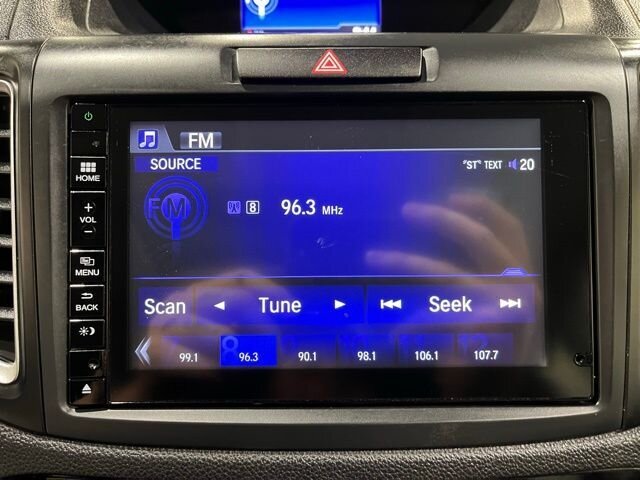 FM
SOURCE
"ST" TEXT 20
FM
8 96.3 MHz
HOME
+
VOL
−
MENU
BACK
Scan Tune Seek
99.1 96.3 90.1 98.1 106.1 107.7